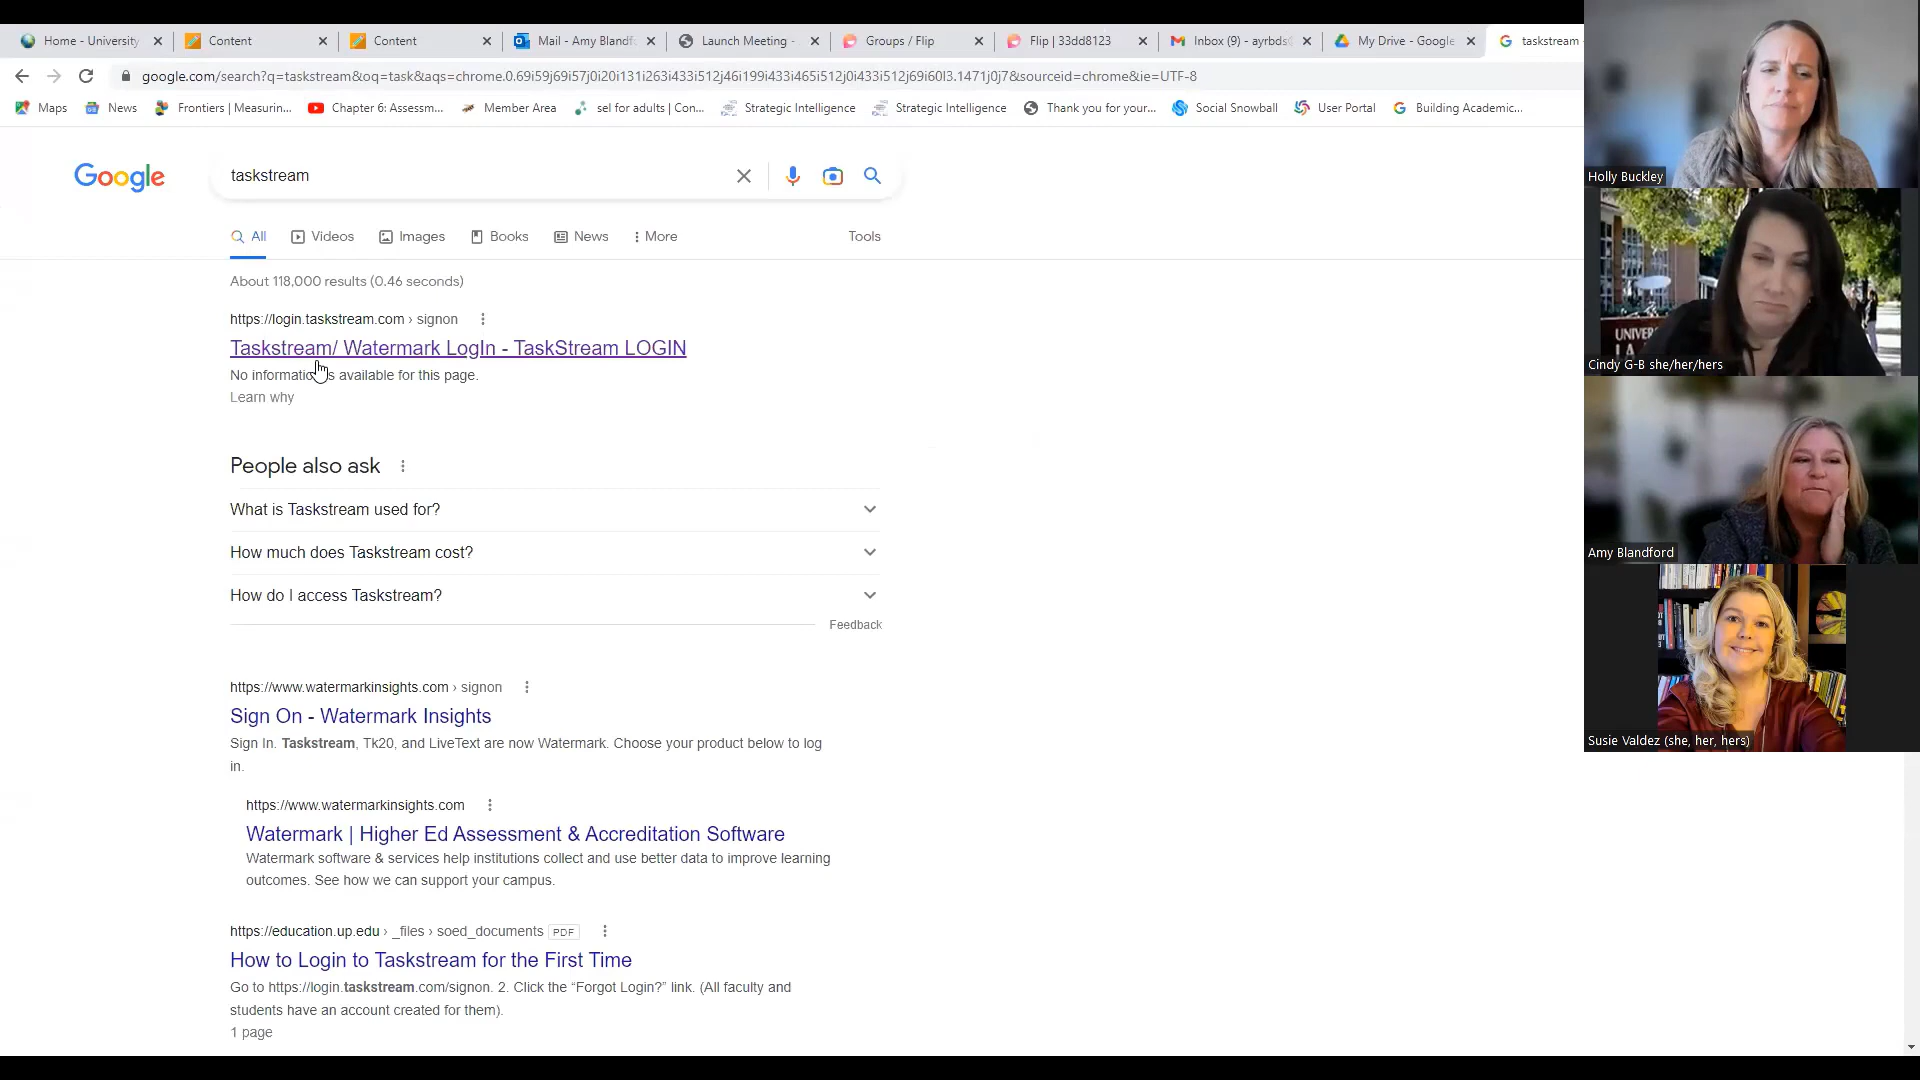 Home - University
Content
Content
Mail - Amy Blandf
Launch Meeting -
Groups / Flip
Flip | 33dd8123
Inbox (9) - ayrbds
My Drive - Google
taskstream -
google.com/search?q=taskstream&oq=task&aqs=chrome.0.69i59j69i57j0i20i131i263i433i512j46i199i433i465i512j0i433i512j69i60l3.1471j0j7&sourceid=chrome&ie=UTF-8
Maps
News
Frontiers | Measurin...
Chapter 6: Assessm...
Member Area
sel for adults | Con...
Strategic Intelligence
Strategic Intelligence
Thank you for your...
Social Snowball
User Portal
Building Academic...
Google
taskstream
All
Videos
Images
Books
News
More
Tools
About 118,000 results (0.46 seconds)
https://login.taskstream.com › signon
Taskstream/ Watermark LogIn - TaskStream LOGIN
No information is available for this page.
Learn why
People also ask
What is Taskstream used for?
How much does Taskstream cost?
How do I access Taskstream?
Feedback
https://www.watermarkinsights.com › signon
Sign On - Watermark Insights
Sign In. Taskstream, Tk20, and LiveText are now Watermark. Choose your product below to log
in.
https://www.watermarkinsights.com
Watermark | Higher Ed Assessment & Accreditation Software
Watermark software & services help institutions collect and use better data to improve learning
outcomes. See how we can support your campus.
https://education.up.edu › _files › soed_documents PDF
How to Login to Taskstream for the First Time
Go to https://login.taskstream.com/signon. 2. Click the “Forgot Login?” link. (All faculty and
students have an account created for them).
1 page
Holly Buckley
UNIVER
LA
Cindy G-B she/her/hers
Amy Blandford
Susie Valdez (she, her, hers)